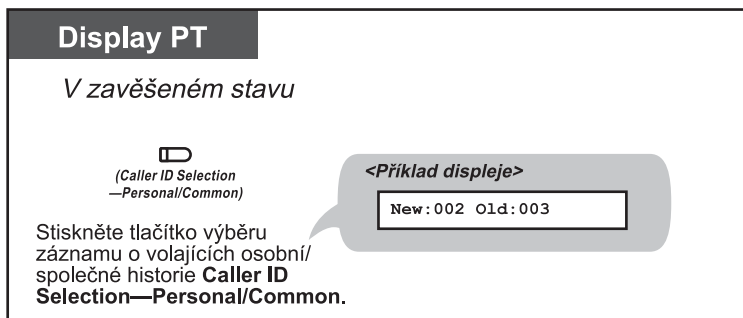 Display PT
V zavěšeném stavu
(Caller ID Selection
—Personal/Common)
Stiskněte tlačítko výběru
záznamu o volajících osobní/
společné historie Caller ID
Selection—Personal/Common.
<Příklad displeje>
New:002 Old:003